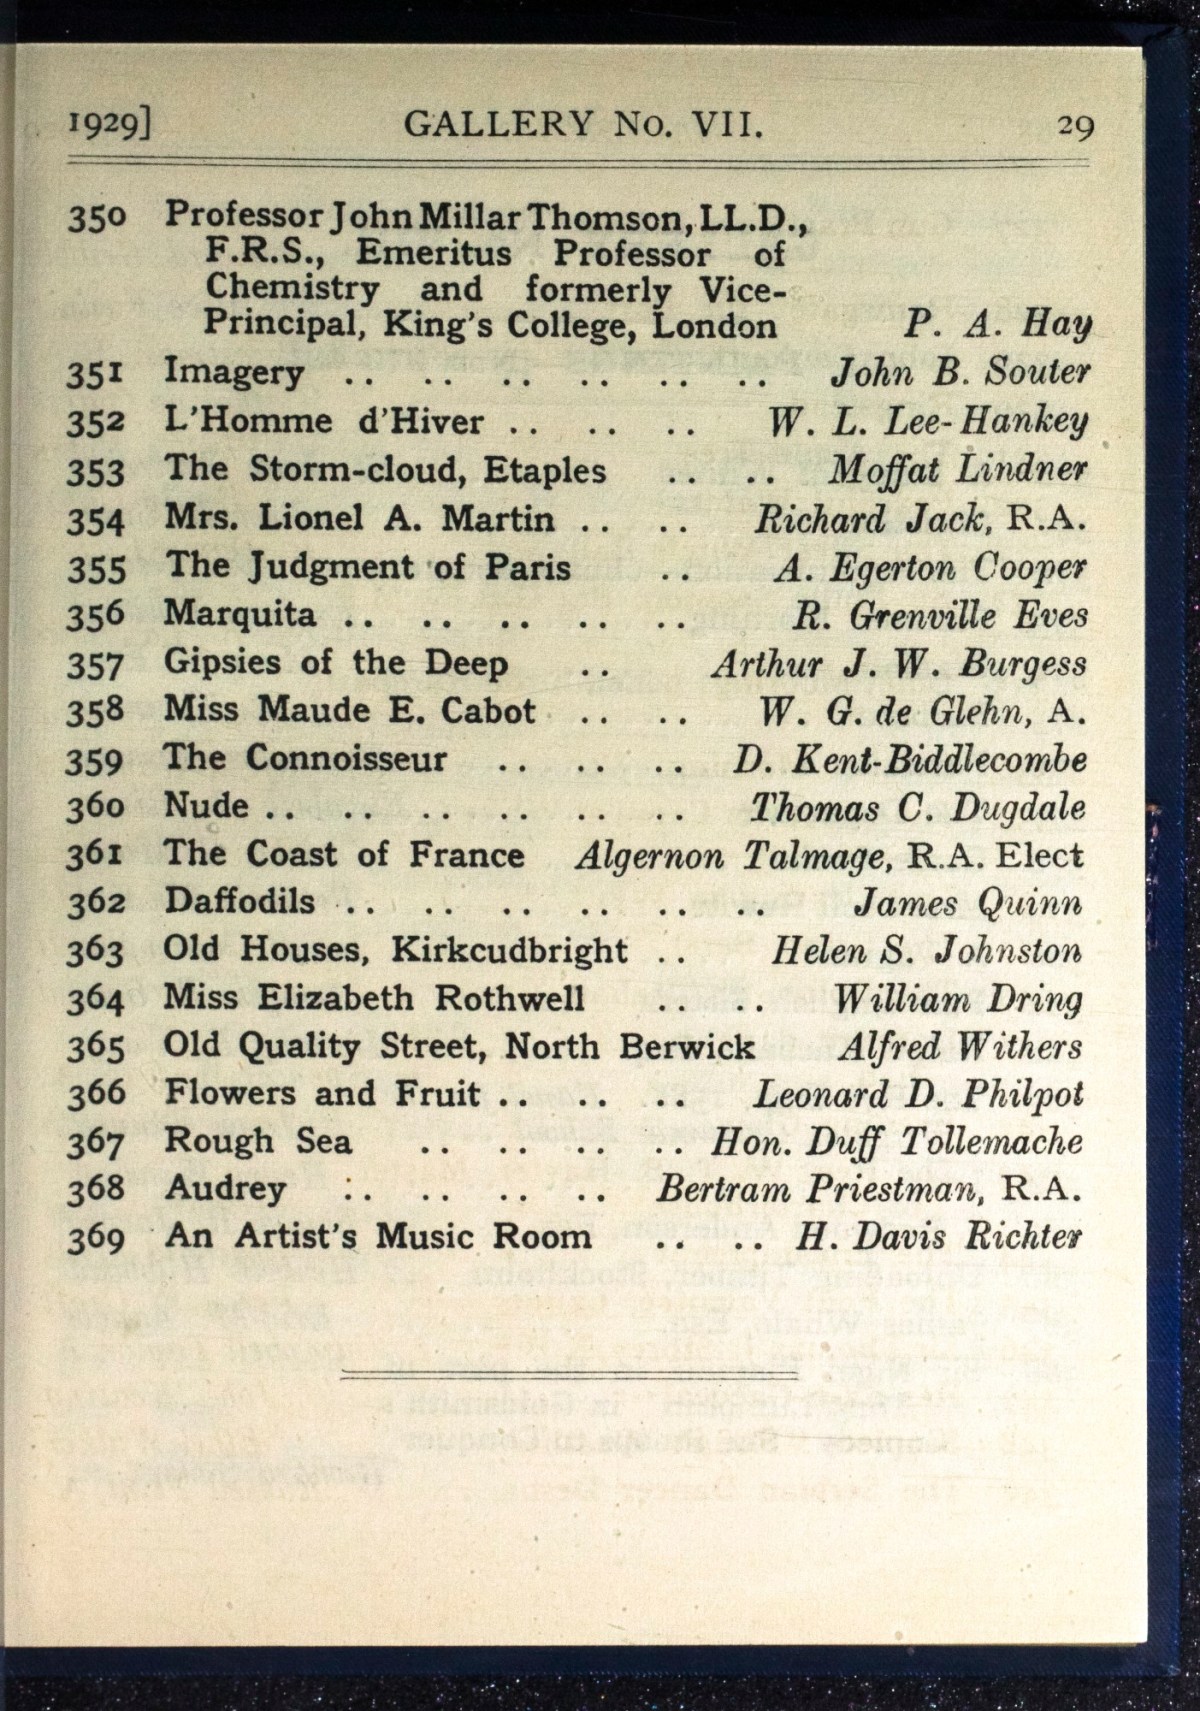 1929] GALLERY No. VII. 29
350 Professor John Millar Thomson, LL.D.,
F.R.S., Emeritus Professor of
Chemistry and formerly Vice-
Principal, King's College, London P. A. Hay
351 Imagery .. .. .. .. .. .. John B. Souter
352 L'Homme d'Hiver .. .. .. W. L. Lee-Hankey
353 The Storm-cloud, Etaples .. .. Moffat Lindner
354 Mrs. Lionel A. Martin .. .. Richard Jack, R.A.
355 The Judgment of Paris .. A. Egerton Cooper
356 Marquita .. .. .. .. .. R. Grenville Eves
357 Gipsies of the Deep .. Arthur J. W. Burgess
358 Miss Maude E. Cabot .. .. W. G. de Glehn, A.
359 The Connoisseur .. .. .. D. Kent-Biddlecombe
360 Nude .. .. .. .. .. .. Thomas C. Dugdale
361 The Coast of France Algernon Talmage, R.A. Elect
362 Daffodils .. .. .. .. .. .. James Quinn
363 Old Houses, Kirkcudbright .. Helen S. Johnston
364 Miss Elizabeth Rothwell .. .. William Dring
365 Old Quality Street, North Berwick Alfred Withers
366 Flowers and Fruit .. .. .. Leonard D. Philpot
367 Rough Sea .. .. .. .. Hon. Duff Tollemache
368 Audrey .. .. .. .. Bertram Priestman, R.A.
369 An Artist's Music Room .. .. H. Davis Richter